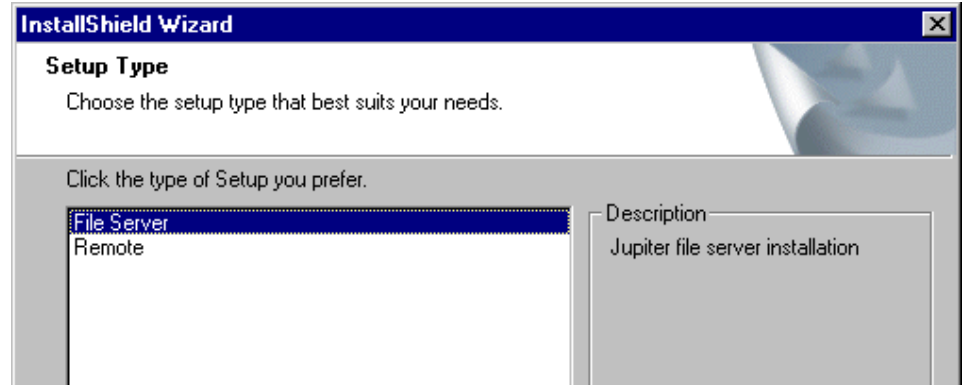 InstallShield Wizard
Setup Type
Choose the setup type that best suits your needs.
Click the type of Setup you prefer.
File Server
Remote
Description
Jupiter file server installation